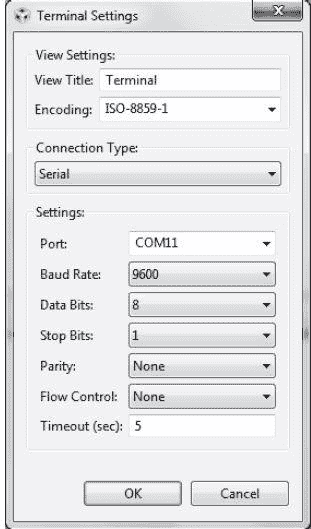 Terminal Settings
View Settings:
View Title: Terminal
Encoding: ISO-8859-1
Connection Type:
Serial
Settings:
Port: COM11
Baud Rate: 9600
Data Bits: 8
Stop Bits: 1
Parity: None
Flow Control: None
Timeout (sec): 5
OK Cancel